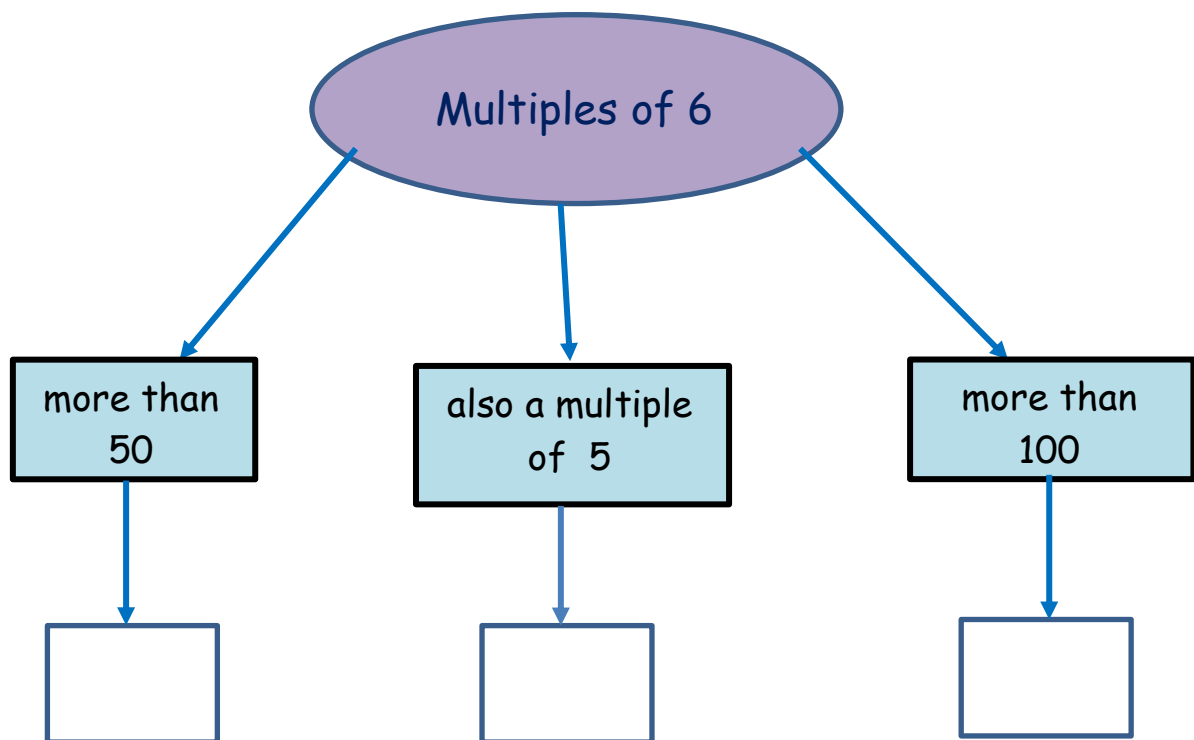 Multiples of 6
more than
50
also a multiple
of 5
more than
100